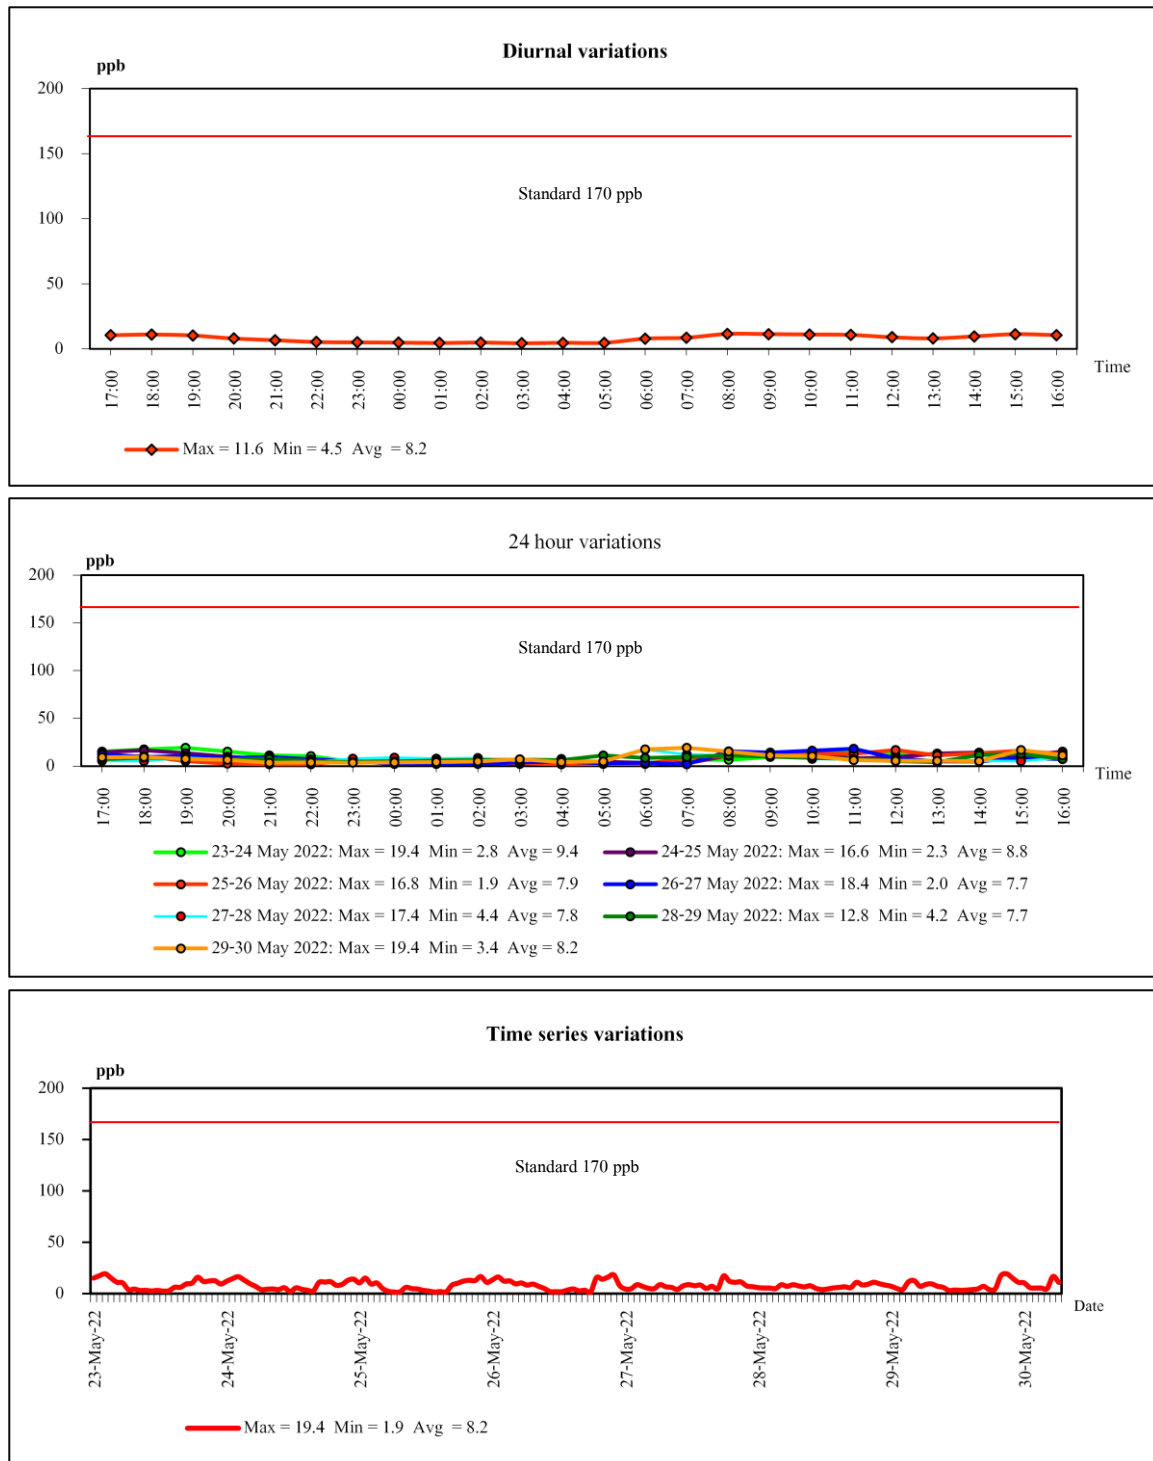 Diurnal variations
ppb
200
150
100
50
0
Standard 170 ppb
17:00 18:00 19:00 20:00 21:00 22:00 23:00 00:00 01:00 02:00 03:00 04:00 05:00 06:00 07:00 08:00 09:00 10:00 11:00 12:00 13:00 14:00 15:00 16:00
Time
Max = 11.6 Min = 4.5 Avg = 8.2
24 hour variations
ppb
200
150
100
50
0
Standard 170 ppb
17:00 18:00 19:00 20:00 21:00 22:00 23:00 00:00 01:00 02:00 03:00 04:00 05:00 06:00 07:00 08:00 09:00 10:00 11:00 12:00 13:00 14:00 15:00 16:00
Time
23-24 May 2022: Max = 19.4 Min = 2.8 Avg = 9.4
24-25 May 2022: Max = 16.6 Min = 2.3 Avg = 8.8
25-26 May 2022: Max = 16.8 Min = 1.9 Avg = 7.9
26-27 May 2022: Max = 18.4 Min = 2.0 Avg = 7.7
27-28 May 2022: Max = 17.4 Min = 4.4 Avg = 7.8
28-29 May 2022: Max = 12.8 Min = 4.2 Avg = 7.7
29-30 May 2022: Max = 19.4 Min = 3.4 Avg = 8.2
Time series variations
ppb
200
150
100
50
0
Standard 170 ppb
23-May-22 24-May-22 25-May-22 26-May-22 27-May-22 28-May-22 29-May-22 30-May-22
Date
Max = 19.4 Min = 1.9 Avg = 8.2